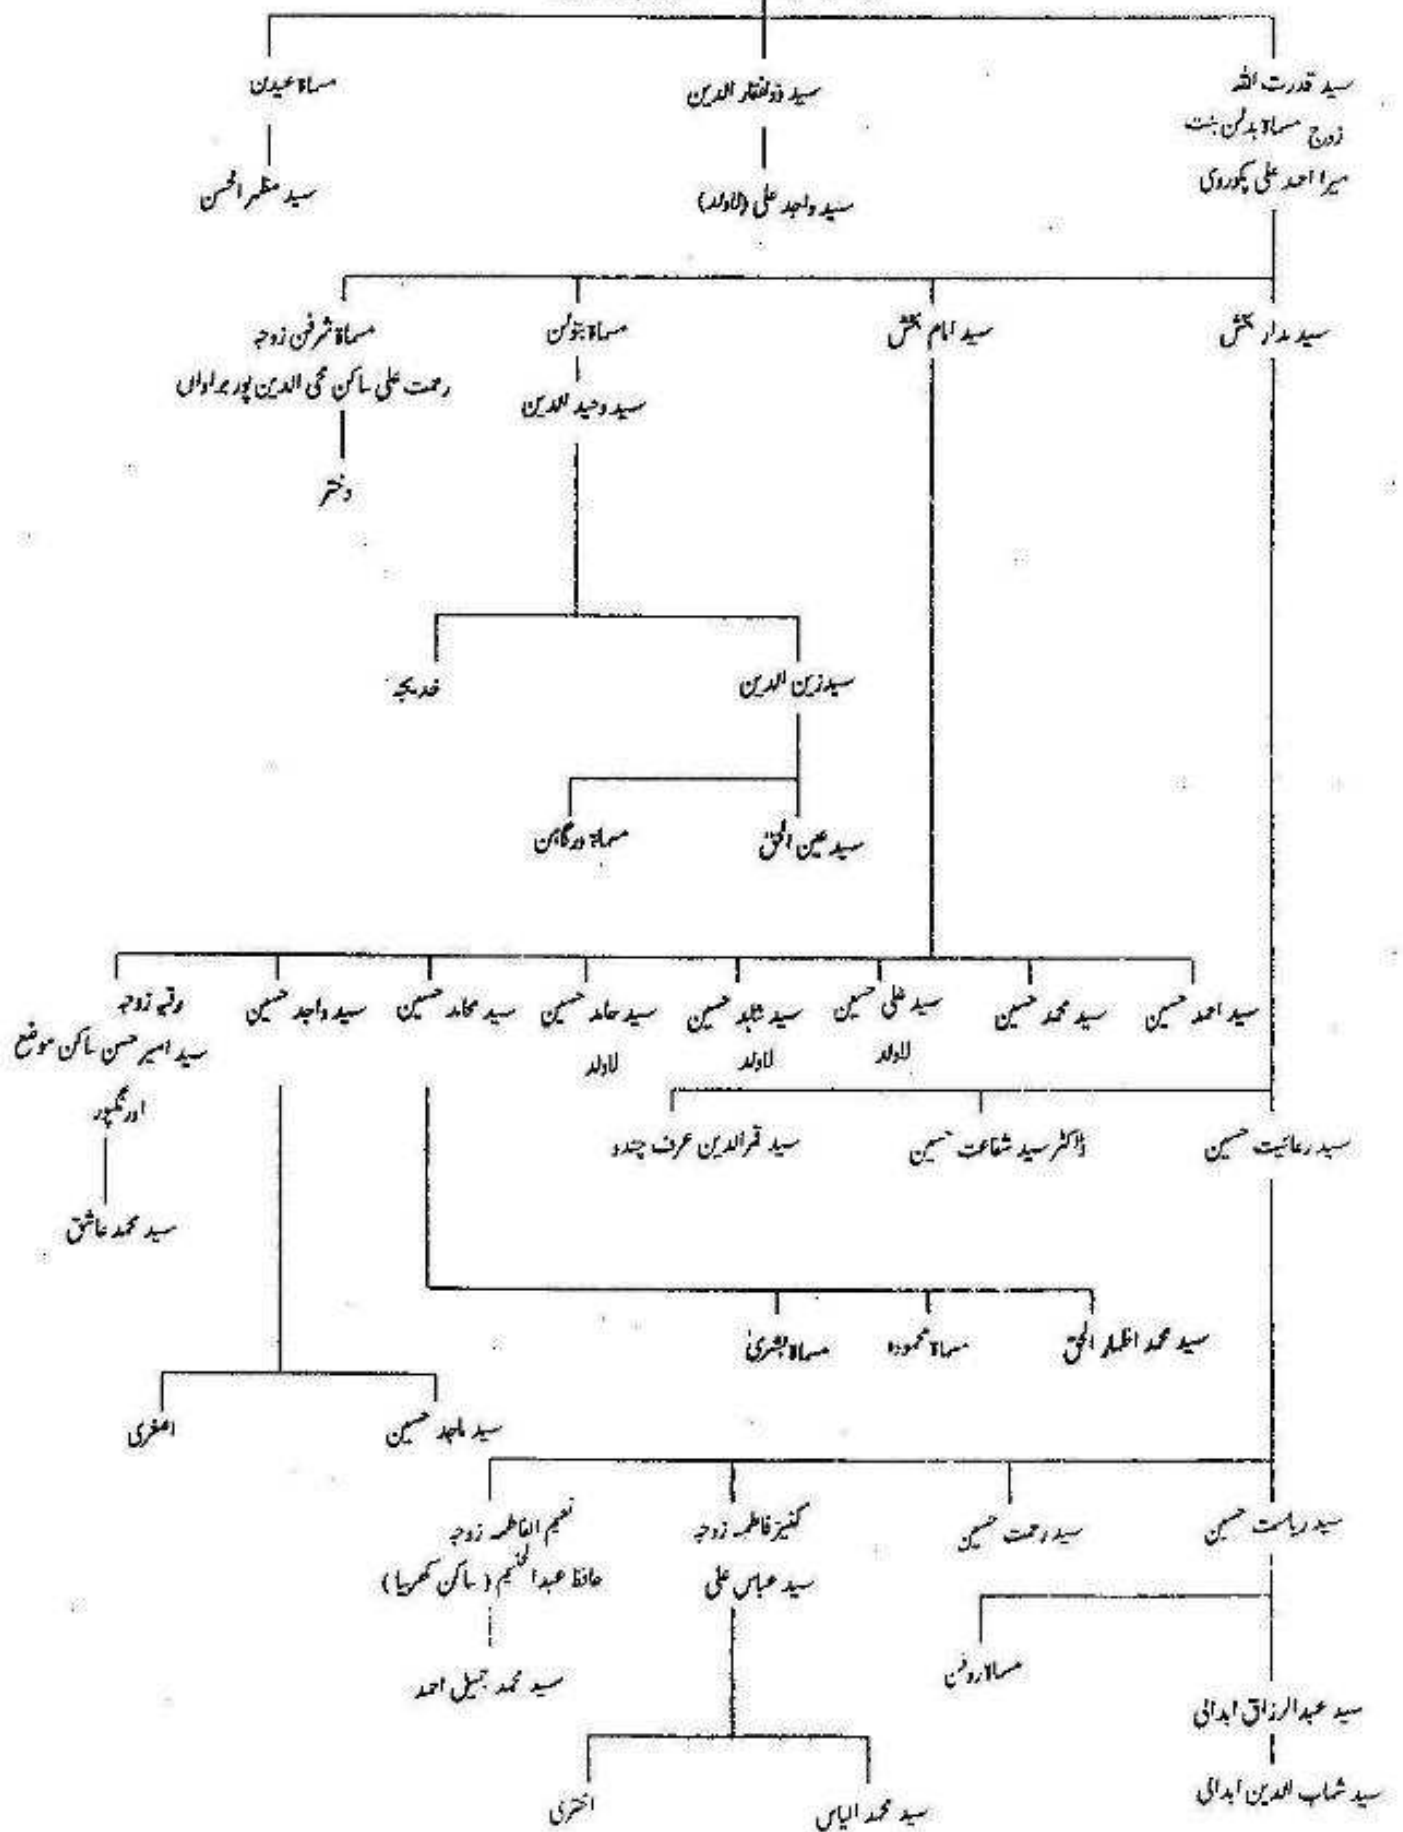 سید قدرت اللہ
زوج مسماۃ بدلن بنت
میرا احمد علی پکوروی
سید ذوالفقار الدین
سید واجد علی (لاولد)
مسماۃ عیدن
سید مظہر الحسن
سید مدار بخش
سید امام بخش
مسماۃ بتولن
سید وحید الدین
مسماۃ شرفن زوجہ
رحمت علی ساکن محی الدین پور براواں
دختر
سید زین الدین
خدیجہ
سید عین الحق
مسماۃ درگاہن
سید احمد حسین
سید محمد حسین
سید علی حسین
لاولد
سید شاہد حسین
لاولد
سید حامد حسین
لاولد
سید محامد حسین
سید واجد حسین
زوجہ
سید امیر حسن ساکن موضع
اورنگپور
سید محمد عاشق
سید رعائیت حسین
ڈاکٹر سید شفاعت حسین
سید قمرالدین عرف چندو
سید محمد اظہار الحق
مسماۃ محمودہ
مسماۃ بشریٰ
سید ماجد حسین
اصغری
سید ریاست حسین
سید رحمت حسین
کنیز فاطمہ زوجہ
سید عباس علی
نعیم الفاطمہ زوجہ
حافظ (ساکن کھرہیا)
سید محمد جمیل احمد
مسماۃ روفن
سید عبدالرزاق ابدالی
سید شہاب الدین ابدالی
سید محمد الیاس
اختری